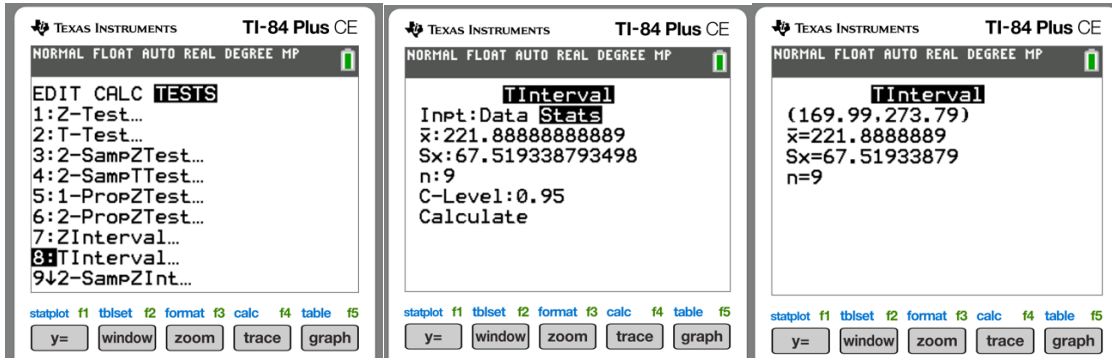 TEXAS INSTRUMENTS TI-84 Plus CE
NORMAL FLOAT AUTO REAL DEGREE MP
EDIT CALC TESTS
1:Z-Test…
2:T-Test…
3:2-SampZTest…
4:2-SampTTest…
5:1-PropZTest…
6:2-PropZTest…
7:ZInterval…
8:TInterval…
9↓2-SampZInt…
statplot f1 tblset f2 format f3 calc f4 table f5
y= window zoom trace graph
TEXAS INSTRUMENTS TI-84 Plus CE
NORMAL FLOAT AUTO REAL DEGREE MP
TInterval
Inpt:Data Stats
x̄:221.88888888889
Sx:67.519338793498
n:9
C-Level:0.95
Calculate
statplot f1 tblset f2 format f3 calc f4 table f5
y= window zoom trace graph
TEXAS INSTRUMENTS TI-84 Plus CE
NORMAL FLOAT AUTO REAL DEGREE MP
TInterval
(169.99,273.79)
x̄=221.8888889
Sx=67.51933879
n=9
statplot f1 tblset f2 format f3 calc f4 table f5
y= window zoom trace graph